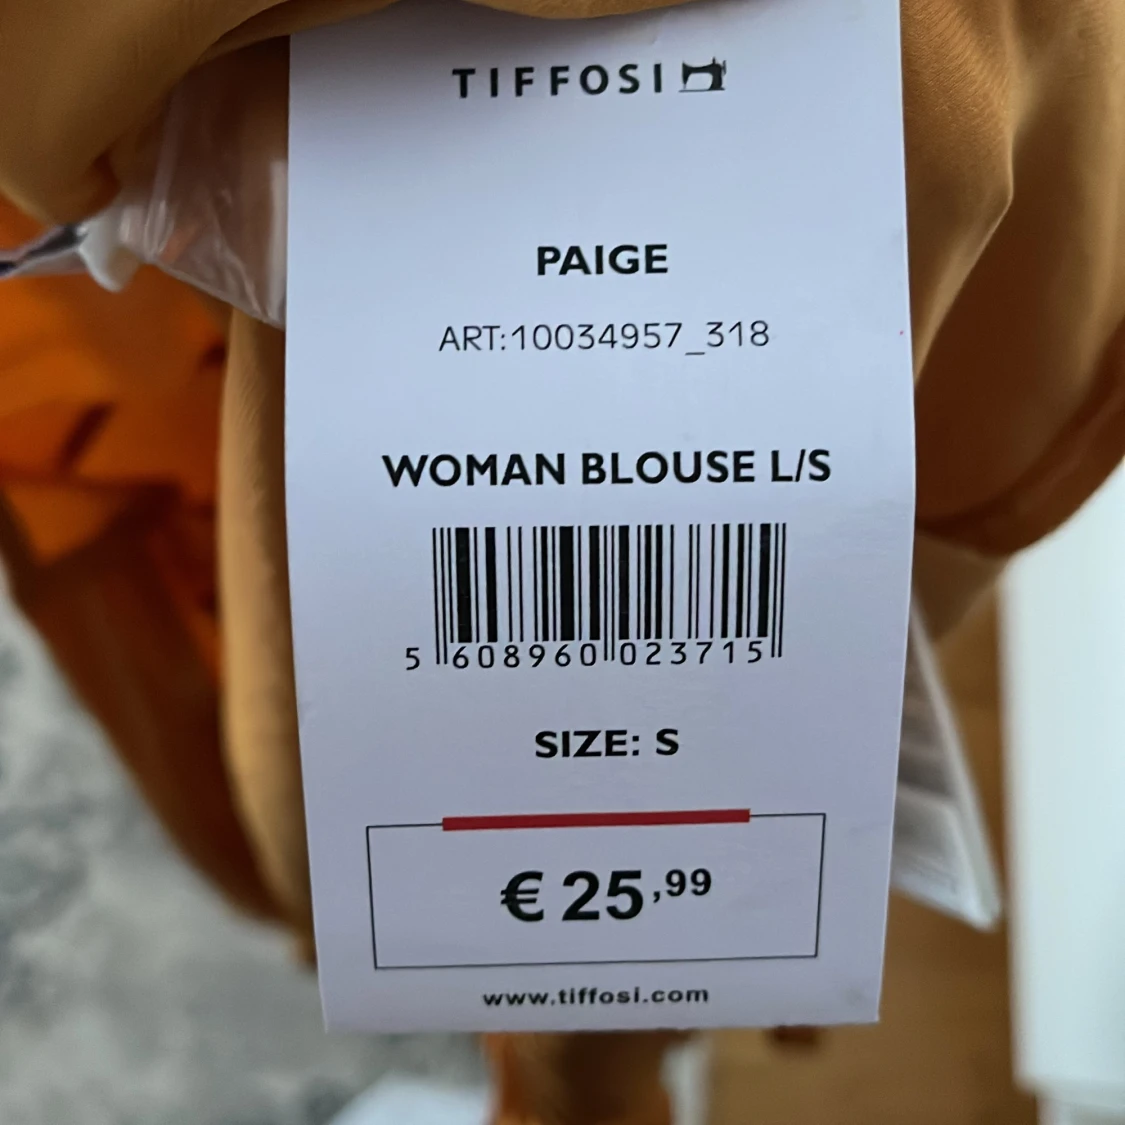 TIFFOSI
PAIGE
ART:10034957_318
WOMAN BLOUSE L/S
5 608960 023715
SIZE: S
€ 25,99
www.tiffosi.com